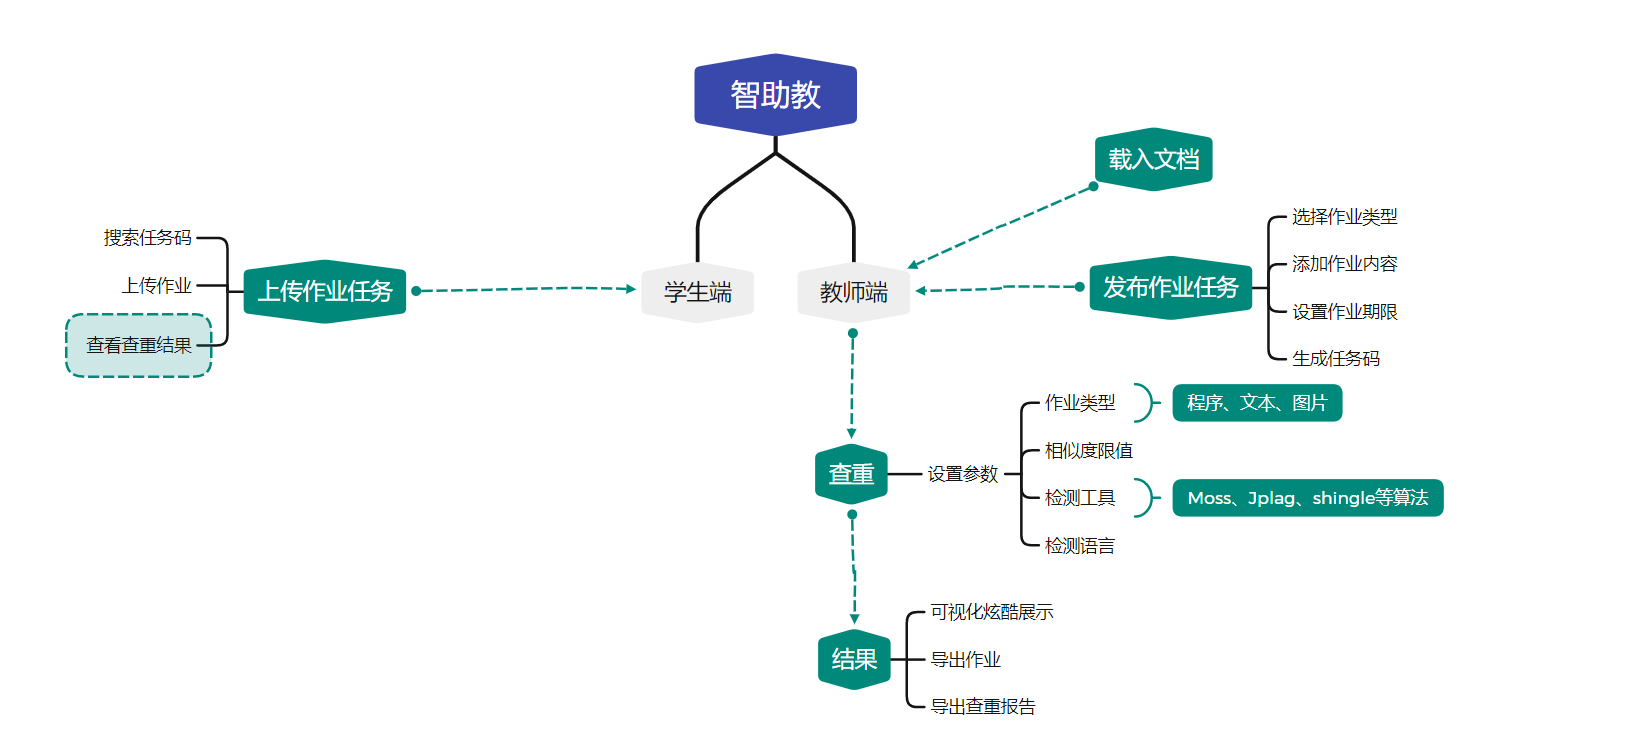 智助教
载入文档
学生端
教师端
上传作业任务
搜索任务码
上传作业
查看查重结果
发布作业任务
选择作业类型
添加作业内容
设置作业期限
生成任务码
查重
设置参数
作业类型
程序、文本、图片
相似度限值
检测工具
Moss、Jplag、shingle等算法
检测语言
结果
可视化炫酷展示
导出作业
导出查重报告